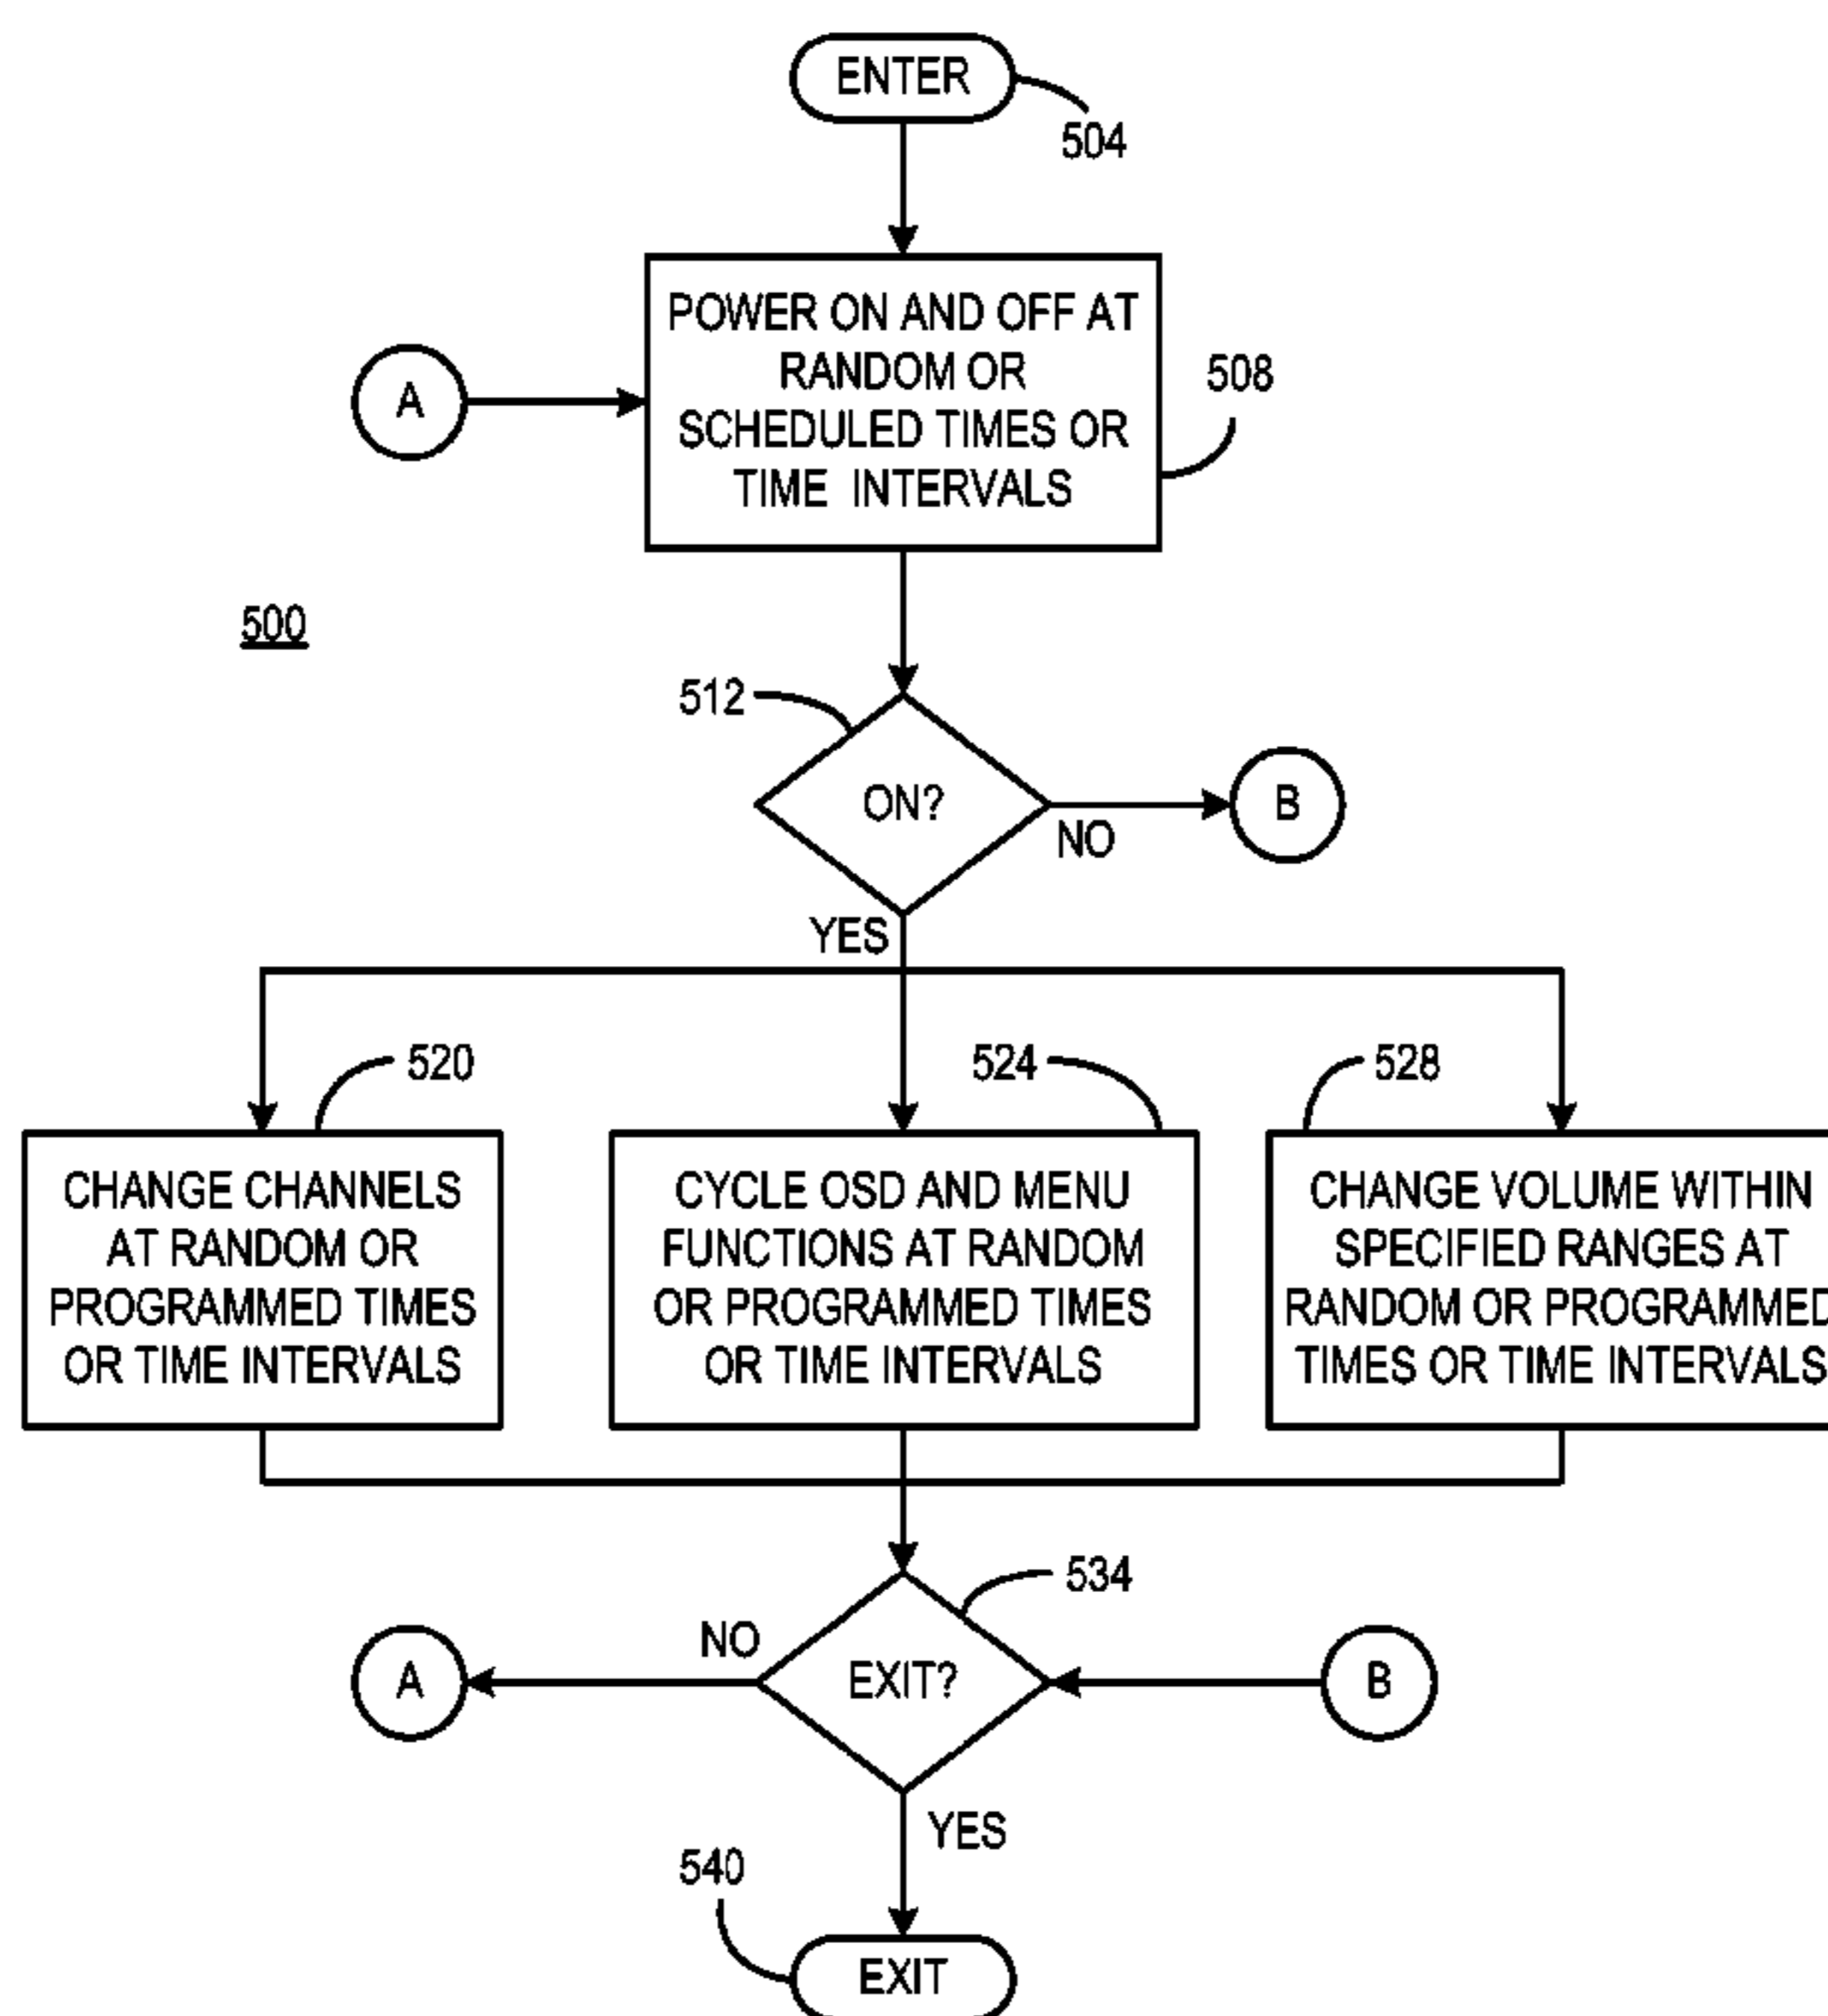 ENTER
504
POWER ON AND OFF AT
RANDOM OR
SCHEDULED TIMES OR
TIME INTERVALS
508
A
500
512
ON?
NO
B
YES
520
524
528
CHANGE CHANNELS
AT RANDOM OR
PROGRAMMED TIMES
OR TIME INTERVALS
CYCLE OSD AND MENU
FUNCTIONS AT RANDOM
OR PROGRAMMED TIMES
OR TIME INTERVALS
CHANGE VOLUME WITHIN
SPECIFIED RANGES AT
RANDOM OR PROGRAMMED
TIMES OR TIME INTERVALS
534
NO
A
EXIT?
B
YES
540
EXIT